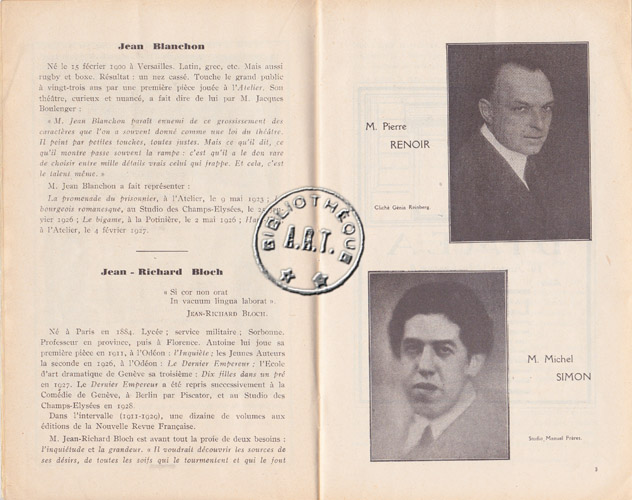 Jean Blanchon
Né le 15 février 1900 à Versailles. Latin, grec, etc. Mais aussi
rugby et boxe. Résultat : un nez cassé. Touche le grand public
à vingt-trois ans par une première pièce jouée à l'Atelier. Son
théâtre, curieux et nuancé, a fait dire de lui par M. Jacques
Boulenger :
« M. Jean Blanchon paraît ennemi de ce grossissement des
caractères que l'on a souvent donné comme une loi du théâtre.
Il peint par petites touches, toutes justes. Mais ce qu'il dit, ce
qu'il montre passe souvent la rampe : c'est qu'il a le don rare
de choisir entre mille détails vrais celui qui frappe. Et cela, c'est
le talent même. »
M. Jean Blanchon a fait représenter :
La promenade du prisonnier, à l'Atelier, le 9 mai 1923 ;
bourgeois romanesque, au Studio des Champs-Elysées, le
vier 1926 ; Le bigame, à la Potinière, le 2 mai 1926 ;
à l'Atelier, le 4 février 1927.
Jean - Richard Bloch
« Si cor non orat
In vacuum lingua laborat ».
JEAN-RICHARD BLOCH.
Né à Paris en 1884. Lycée ; service militaire ; Sorbonne.
Professeur en province, puis à Florence. Antoine lui joue sa
première pièce en 1911, à l'Odéon : l'Inquiète ; les Jeunes Auteurs
la seconde en 1926, à l'Odéon : Le Dernier Empereur ; l'Ecole
d'art dramatique de Genève sa troisième : Dix filles dans un pré
en 1927. Le Dernier Empereur a été repris successivement à la
Comédie de Genève, à Berlin par Piscator, et au Studio des
Champs-Elysées en 1928.
Dans l'intervalle (1911-1929), une dizaine de volumes aux
éditions de la Nouvelle Revue Française.
M. Jean-Richard Bloch est avant tout la proie de deux besoins :
l'inquiétude et la grandeur. « Il voudrait découvrir les sources de
ses désirs, de toutes les soifs qui le tourmentent et qui le font
BIBLIOTHÈQUE
A.R.T.
M. Pierre
RENOIR
Cliché Génia Reinberg.
M. Michel
SIMON
Studio Manuel Frères.
3